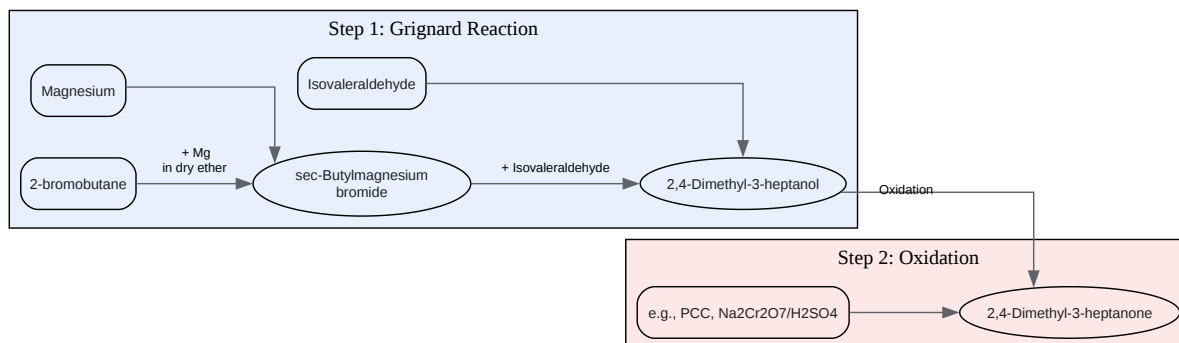 Step 1: Grignard Reaction
Magnesium
Isovaleraldehyde
2-bromobutane
+ Mg
in dry ether
sec-Butylmagnesium
bromide
+ Isovaleraldehyde
2,4-Dimethyl-3-heptanol
Oxidation
Step 2: Oxidation
e.g., PCC, Na2Cr2O7/H2SO4
2,4-Dimethyl-3-heptanone